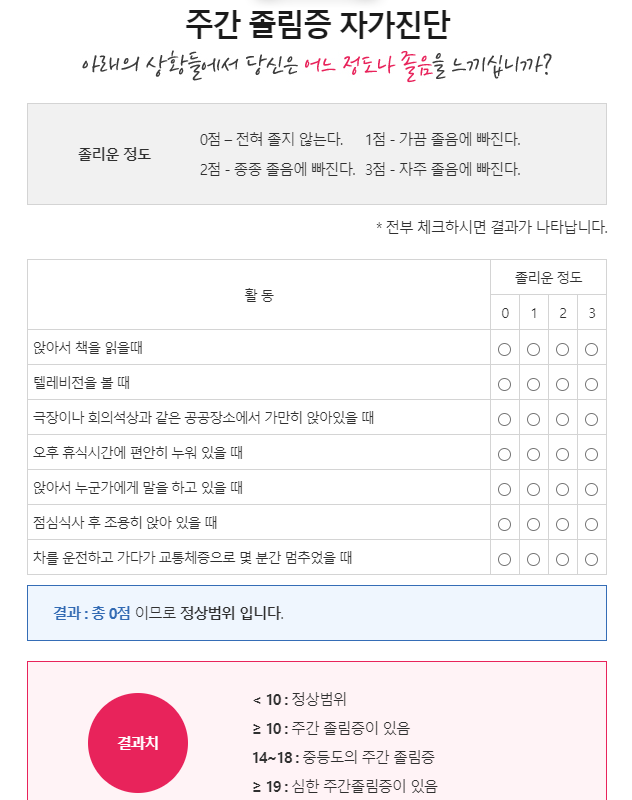 주간 졸림증 자가진단
아래의 상황들에서 당신은 어느 정도나 졸음을 느끼십니까?
졸리운 정도
0점 – 전혀 졸지 않는다. 1점 - 가끔 졸음에 빠진다.
2점 - 종종 졸음에 빠진다. 3점 - 자주 졸음에 빠진다.
* 전부 체크하시면 결과가 나타납니다.
활 동
졸리운 정도
0 1 2 3
앉아서 책을 읽을때
텔레비전을 볼 때
극장이나 회의석상과 같은 공공장소에서 가만히 앉아있을 때
오후 휴식시간에 편안히 누워 있을 때
앉아서 누군가에게 말을 하고 있을 때
점심식사 후 조용히 앉아 있을 때
차를 운전하고 가다가 교통체증으로 몇 분간 멈추었을 때
결과 : 총 0점 이므로 정상범위 입니다.
결과치
< 10 : 정상범위
≥ 10 : 주간 졸림증이 있음
14~18 : 중등도의 주간 졸림증
≥ 19 : 심한 주간졸림증이 있음